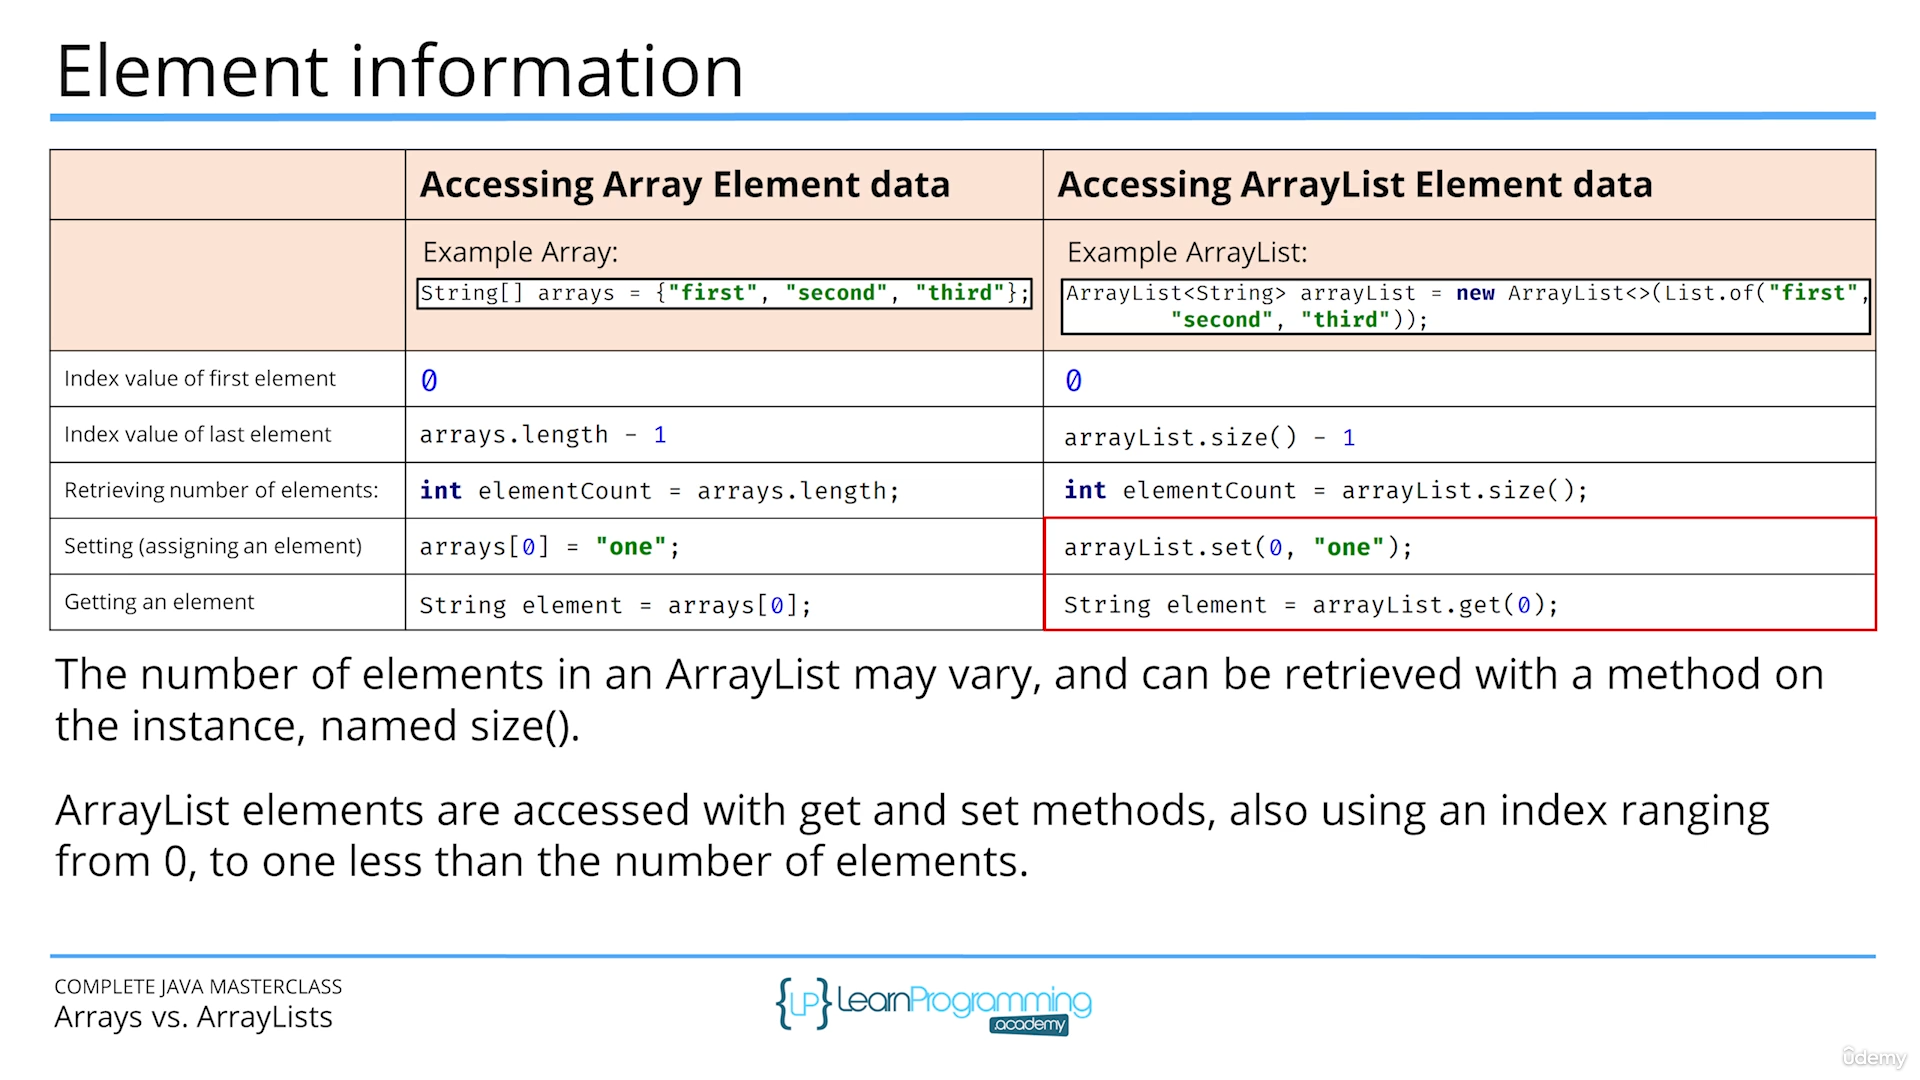 Element information
Accessing Array Element data
Accessing ArrayList Element data
Example Array:
String[] arrays = {"first", "second", "third"};
Example ArrayList:
ArrayList<String> arrayList = new ArrayList<>(List.of("first",
"second", "third"));
Index value of first element
0
0
Index value of last element
arrays.length - 1
arrayList.size() - 1
Retrieving number of elements:
int elementCount = arrays.length;
int elementCount = arrayList.size();
Setting (assigning an element)
arrays[0] = "one";
arrayList.set(0, "one");
Getting an element
String element = arrays[0];
String element = arrayList.get(0);
The number of elements in an ArrayList may vary, and can be retrieved with a method on
the instance, named size().
ArrayList elements are accessed with get and set methods, also using an index ranging
from 0, to one less than the number of elements.
COMPLETE JAVA MASTERCLASS
Arrays vs. ArrayLists
{LP} LearnProgramming
.academy
ûdemy